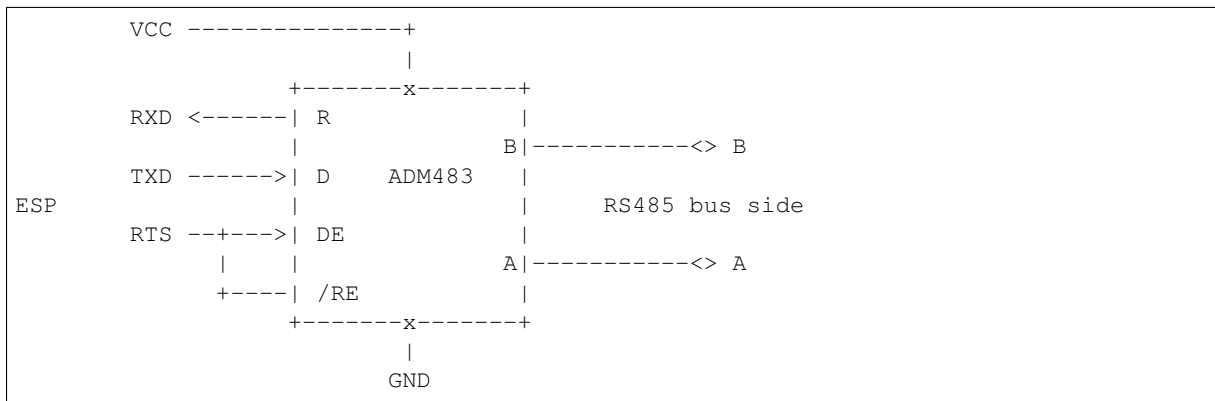 VCC ---------------+
|
+-------x-------+
RXD <------| R |
| B|-----------<> B
TXD ------>| D ADM483 |
ESP | | RS485 bus side
RTS --+--->| DE |
| | A|-----------<> A
+----| /RE |
+-------x-------+
|
GND